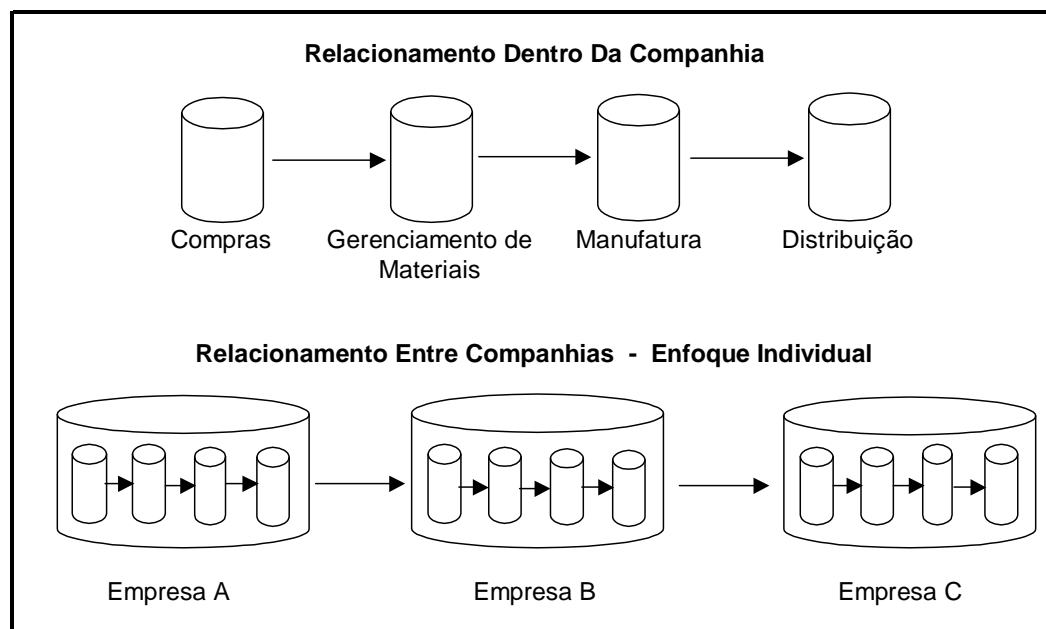 Relacionamento Dentro Da Companhia
Compras
Gerenciamento de
Materiais
Manufatura
Distribuição
Relacionamento Entre Companhias - Enfoque Individual
Empresa A
Empresa B
Empresa C